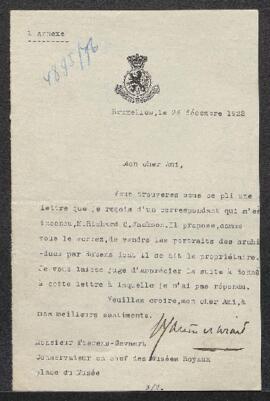 1 Annexe
4895/76
Bruxelles, le 26 décembre 1922
Mon cher Ami,
Vous trouverez sous ce pli une
lettre que je reçois d'un correspondant qui m'est
inconnu, M. Richard C. Jackson. Il propose, comme
vous le verrez, de vendre les portraits des archi-
ducs par dont il se dit le propriétaire.
Je vous laisse juge d'apprécier la suite à donner
à cette lettre à laquelle je n'ai pas répondu.
Veuillez croire, mon cher Ami, à
mes meilleurs sentiments.
Monsieur Fierens-Gevaert
Conservateur en chef des Musées Royaux
place du Musée